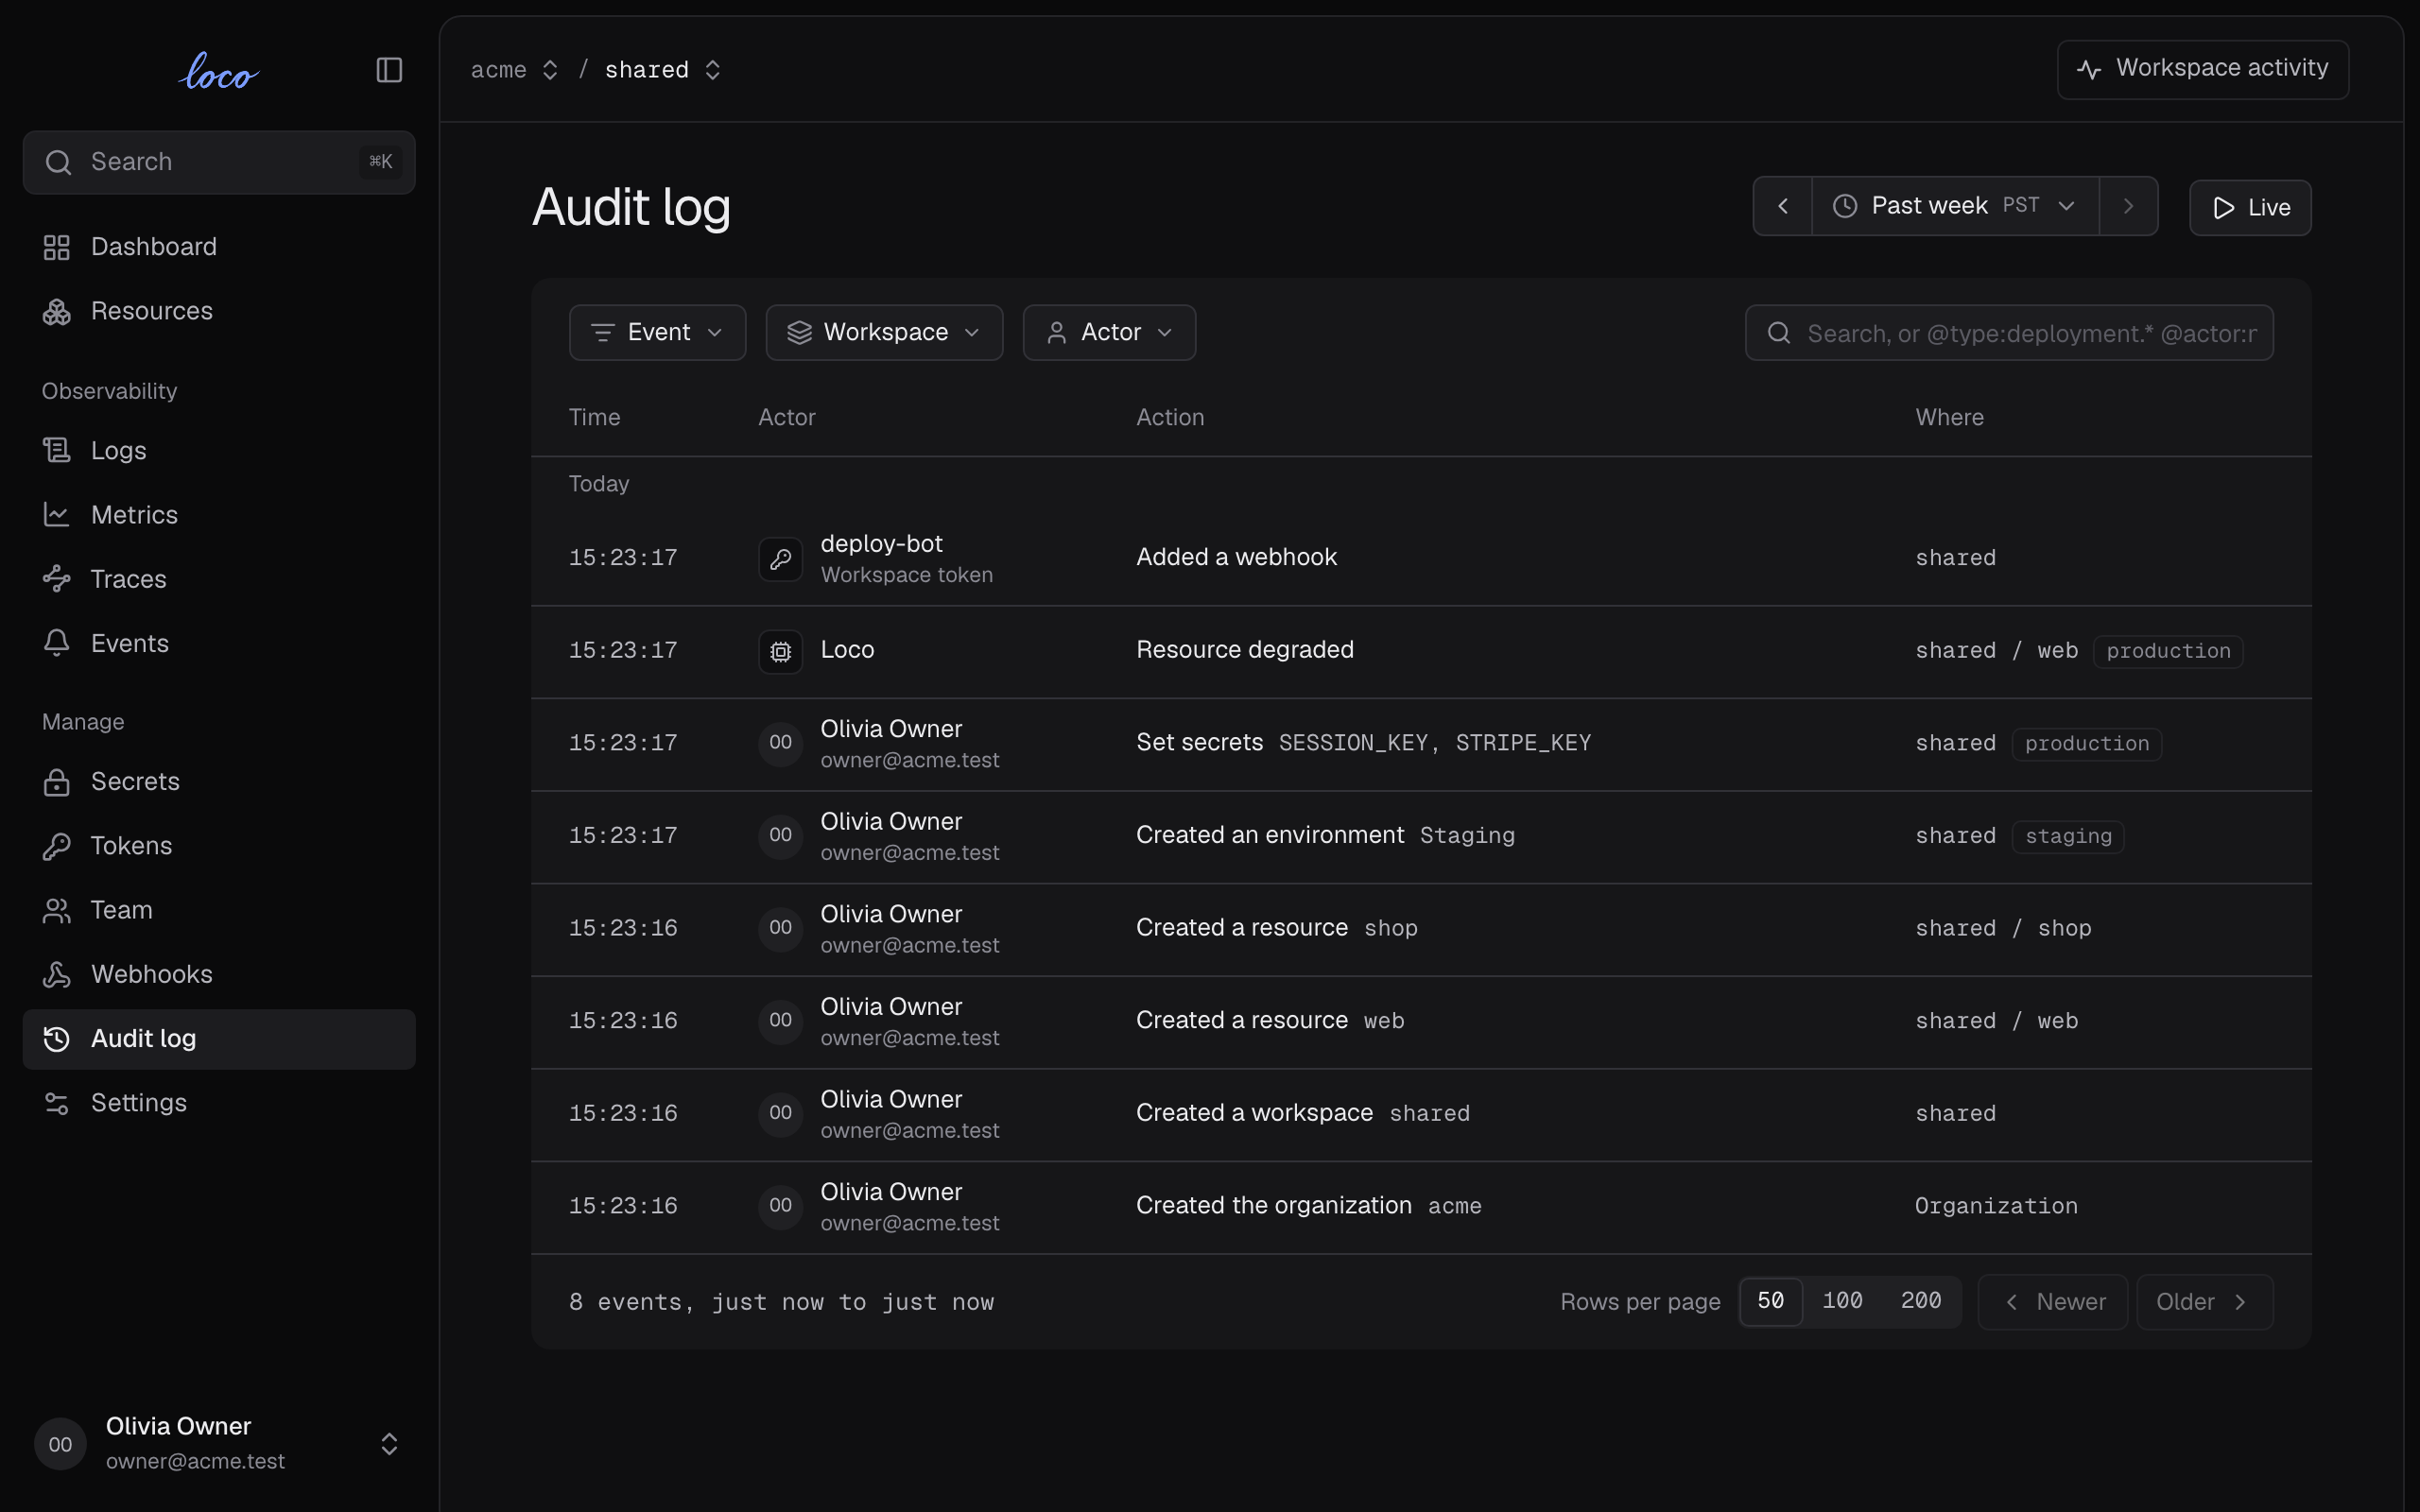 loco
Search ⌘K
Dashboard
Resources
Observability
Logs
Metrics
Traces
Events
Manage
Secrets
Tokens
Team
Webhooks
Audit log
Settings
OO Olivia Owner
owner@acme.test
acme / shared
Workspace activity
Audit log
Past week PST
Live
Event
Workspace
Actor
Search, or @type:deployment.* @actor:r
Time Actor Action Where
Today
15:23:17 deploy-bot Added a webhook shared
Workspace token
15:23:17 Loco Resource degraded shared / web production
15:23:17 OO Olivia Owner Set secrets SESSION_KEY, STRIPE_KEY shared production
owner@acme.test
15:23:17 OO Olivia Owner Created an environment Staging shared staging
owner@acme.test
15:23:16 OO Olivia Owner Created a resource shop shared / shop
owner@acme.test
15:23:16 OO Olivia Owner Created a resource web shared / web
owner@acme.test
15:23:16 OO Olivia Owner Created a workspace shared shared
owner@acme.test
15:23:16 OO Olivia Owner Created the organization acme Organization
owner@acme.test
8 events, just now to just now
Rows per page 50 100 200 Newer Older